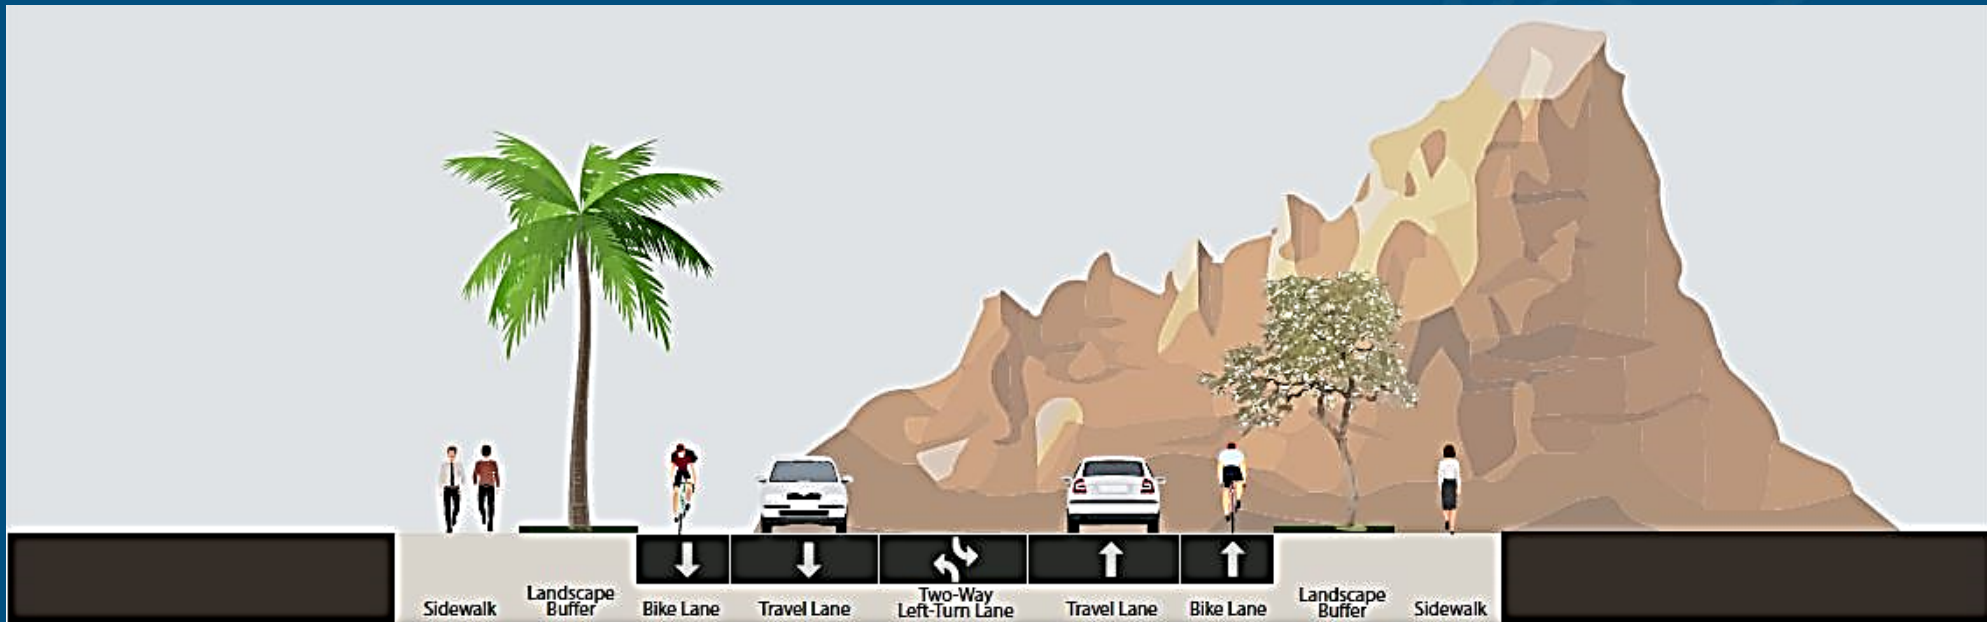 Sidewalk
Landscape
Buffer
Bike Lane
Travel Lane
Two-Way
Left-Turn Lane
Travel Lane
Bike Lane
Landscape
Buffer
Sidewalk